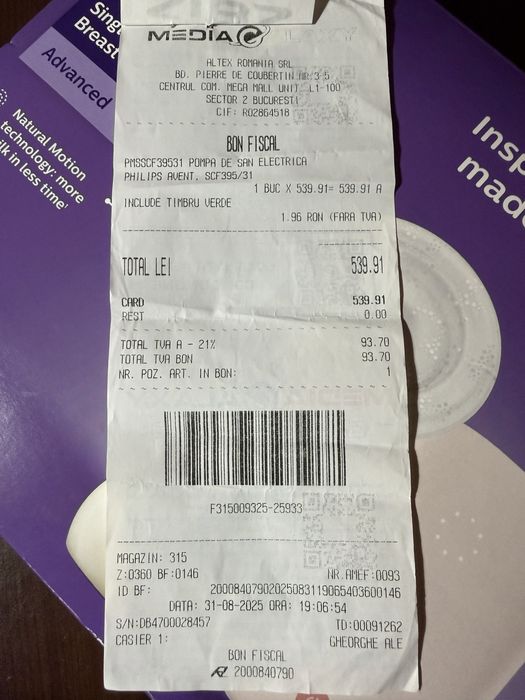 Single
Breast
Advanced
Natural Motion
technology: more
milk in less time
MEDIA GALAXY
ALTEX ROMANIA SRL
BD. PIERRE DE COUBERTIN NR 3-5
CENTRUL COM. MEGA MALL UNIT. L1-100
SECTOR 2 BUCURESTI
CIF: RO2864518
BON FISCAL
PMSSCF39531 POMPA DE SAN ELECTRICA
PHILIPS AVENT, SCF395/31
1 BUC X 539.91= 539.91 A
INCLUDE TIMBRU VERDE
1.96 RON (FARA TVA)
TOTAL LEI 539.91
CARD 539.91
REST 0.00
TOTAL TVA A - 21% 93.70
TOTAL TVA BON 93.70
NR. POZ. ART. IN BON: 1
F315009325-25933
MAGAZIN: 315
Z:0360 BF:0146 NR.AMEF:0093
ID BF: 2000840790202508311906540360​0146
DATA: 31-08-2025 ORA: 19:06:54
S/N:DB4700028457 TD:00091262
CASIER 1: GHEORGHE ALE
BON FISCAL
2000840790